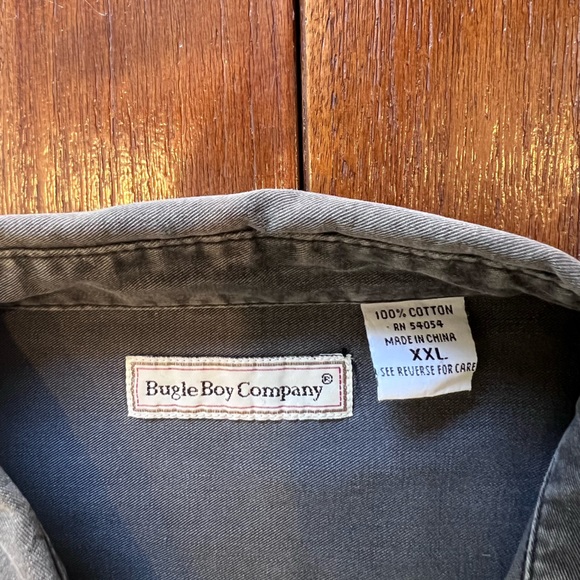 Bugle Boy Company®
100% COTTON
RN 54054
MADE IN CHINA
XXL
SEE REVERSE FOR CARE